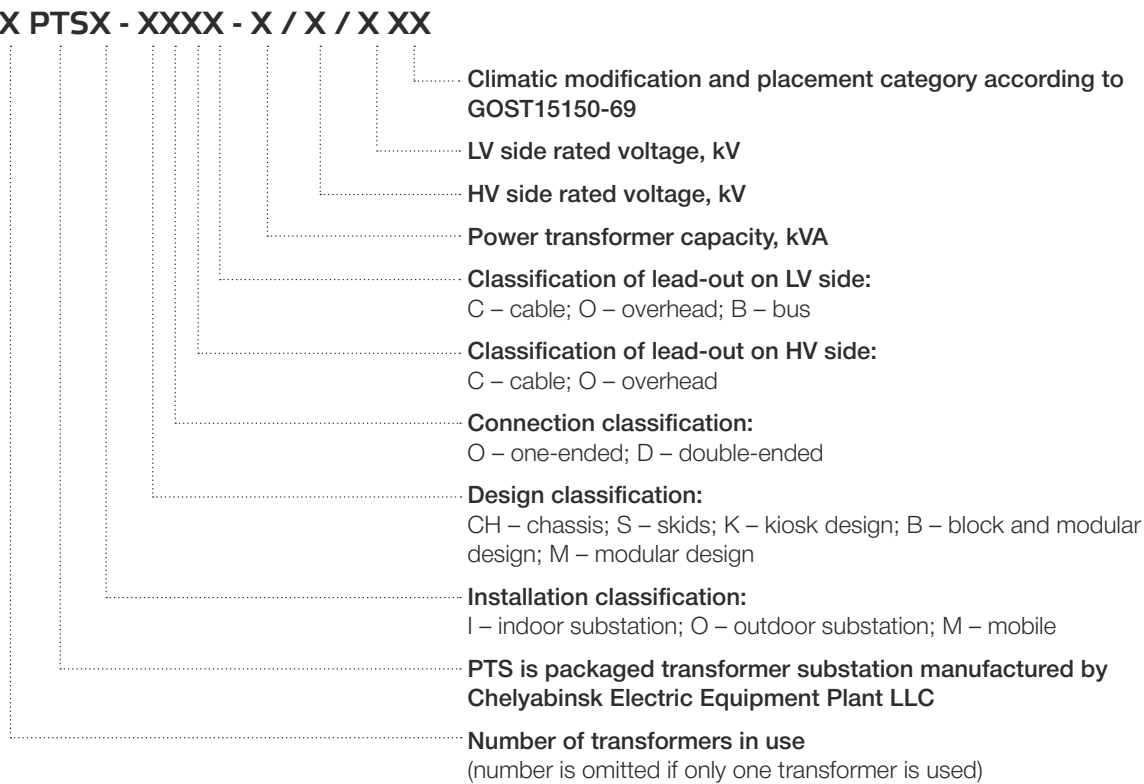 X PTSX - XXXX - X / X / X XX
Climatic modification and placement category according to
GOST15150-69
LV side rated voltage, kV
HV side rated voltage, kV
Power transformer capacity, kVA
Classification of lead-out on LV side:
C – cable; O – overhead; B – bus
Classification of lead-out on HV side:
C – cable; O – overhead
Connection classification:
O – one-ended; D – double-ended
Design classification:
CH – chassis; S – skids; K – kiosk design; B – block and modular
design; M – modular design
Installation classification:
I – indoor substation; O – outdoor substation; M – mobile
PTS is packaged transformer substation manufactured by
Chelyabinsk Electric Equipment Plant LLC
Number of transformers in use
(number is omitted if only one transformer is used)